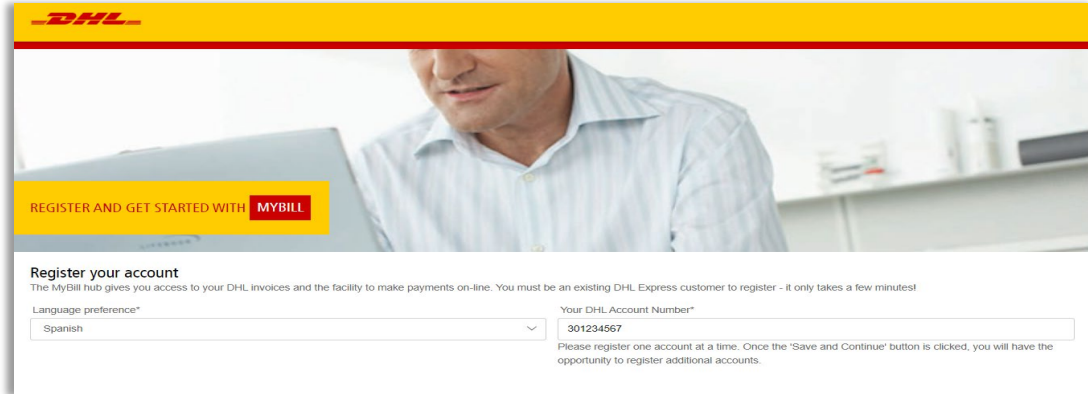 DHL
REGISTER AND GET STARTED WITH MYBILL
Register your account
The MyBill hub gives you access to your DHL invoices and the facility to make payments on-line. You must be an existing DHL Express customer to register - it only takes a few minutes!
Language preference*
Your DHL Account Number*
Spanish
301234567
Please register one account at a time. Once the 'Save and Continue' button is clicked, you will have the
opportunity to register additional accounts.